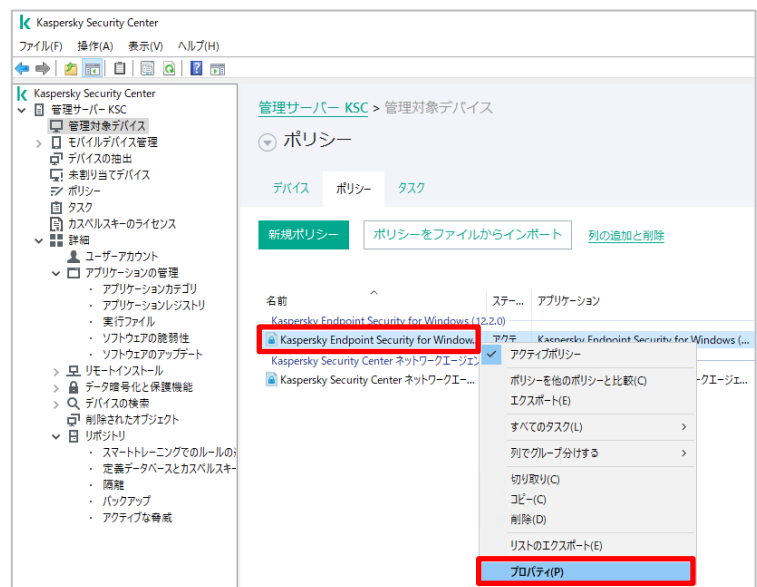 Kaspersky Security Center
ファイル(F) 操作(A) 表示(V) ヘルプ(H)
Kaspersky Security Center
管理サーバー KSC
管理対象デバイス
モバイルデバイス管理
デバイスの抽出
未割り当てデバイス
ポリシー
タスク
カスペルスキーのライセンス
詳細
ユーザーアカウント
アプリケーションの管理
・ アプリケーションカテゴリ
・ アプリケーションレジストリ
・ 実行ファイル
・ ソフトウェアの脆弱性
・ ソフトウェアのアップデート
リモートインストール
データ暗号化と保護機能
デバイスの検索
削除されたオブジェクト
リポジトリ
・ スマートトレーニングでのルールの
・ 定義データベースとカスペルスキー
・ 隔離
・ バックアップ
・ アクティブな脅威
管理サーバー KSC > 管理対象デバイス
ポリシー
デバイス ポリシー タスク
新規ポリシー ポリシーをファイルからインポート 列の追加と削除
名前 ステー... アプリケーション
Kaspersky Endpoint Security for Windows (12.2.0)
Kaspersky Endpoint Security for Window... アクテ Kaspersky Endpoint Security for Windows (...
Kaspersky Security Center ネットワークエージェン
Kaspersky Security Center ネットワークエー... -クエージェ...
アクティブポリシー
ポリシーを他のポリシーと比較(C)
エクスポート(E)
すべてのタスク(L)
列でグループ分けする
切り取り(C)
コピー(C)
削除(D)
リストのエクスポート(E)
プロパティ(P)